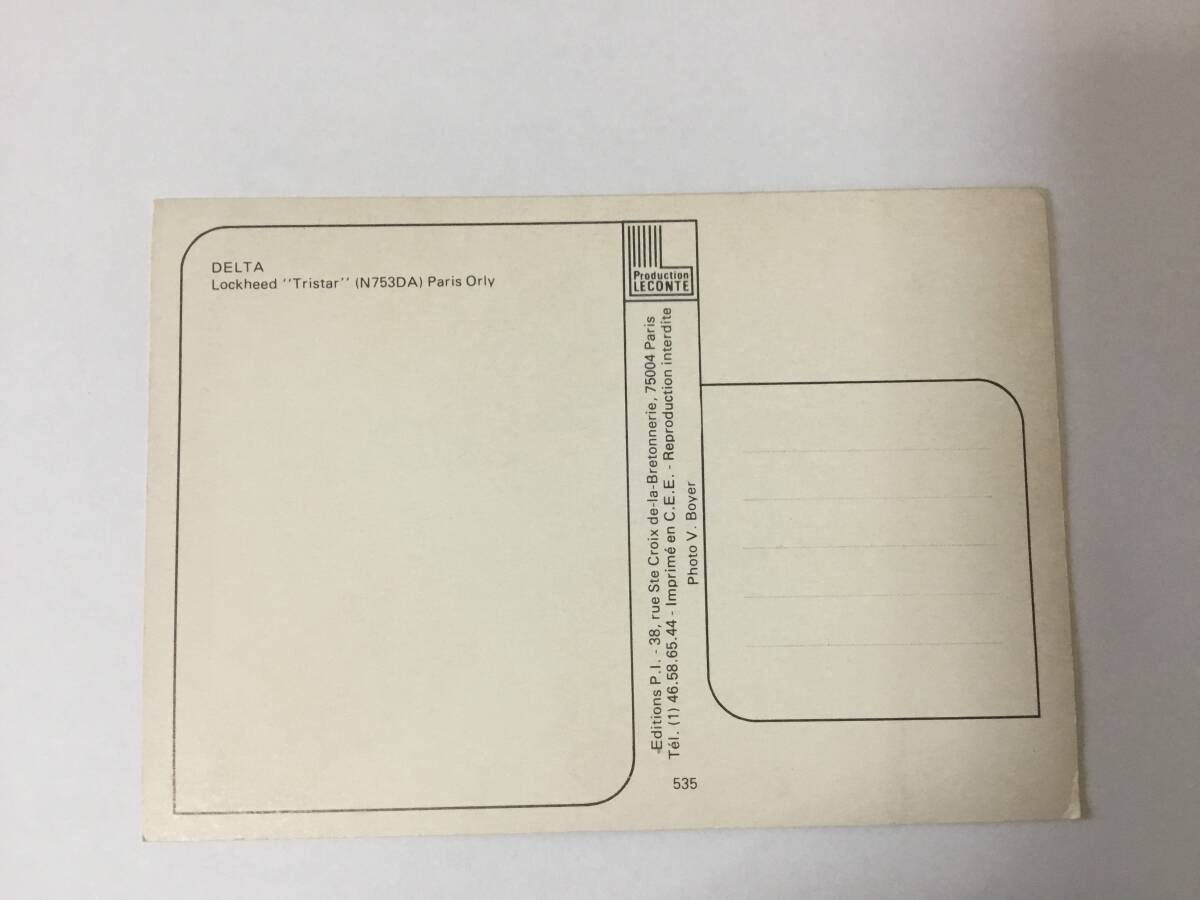 DELTA
Lockheed ''Tristar'' (N753DA) Paris Orly
Production
LECONTE
-Editions P.I. - 38, rue Ste Croix de-la-Bretonnerie, 75004 Paris
Tél. (1) 46.58.65.44 - Imprimé en C.E.E. - Reproduction interdite
Photo V. Boyer
535